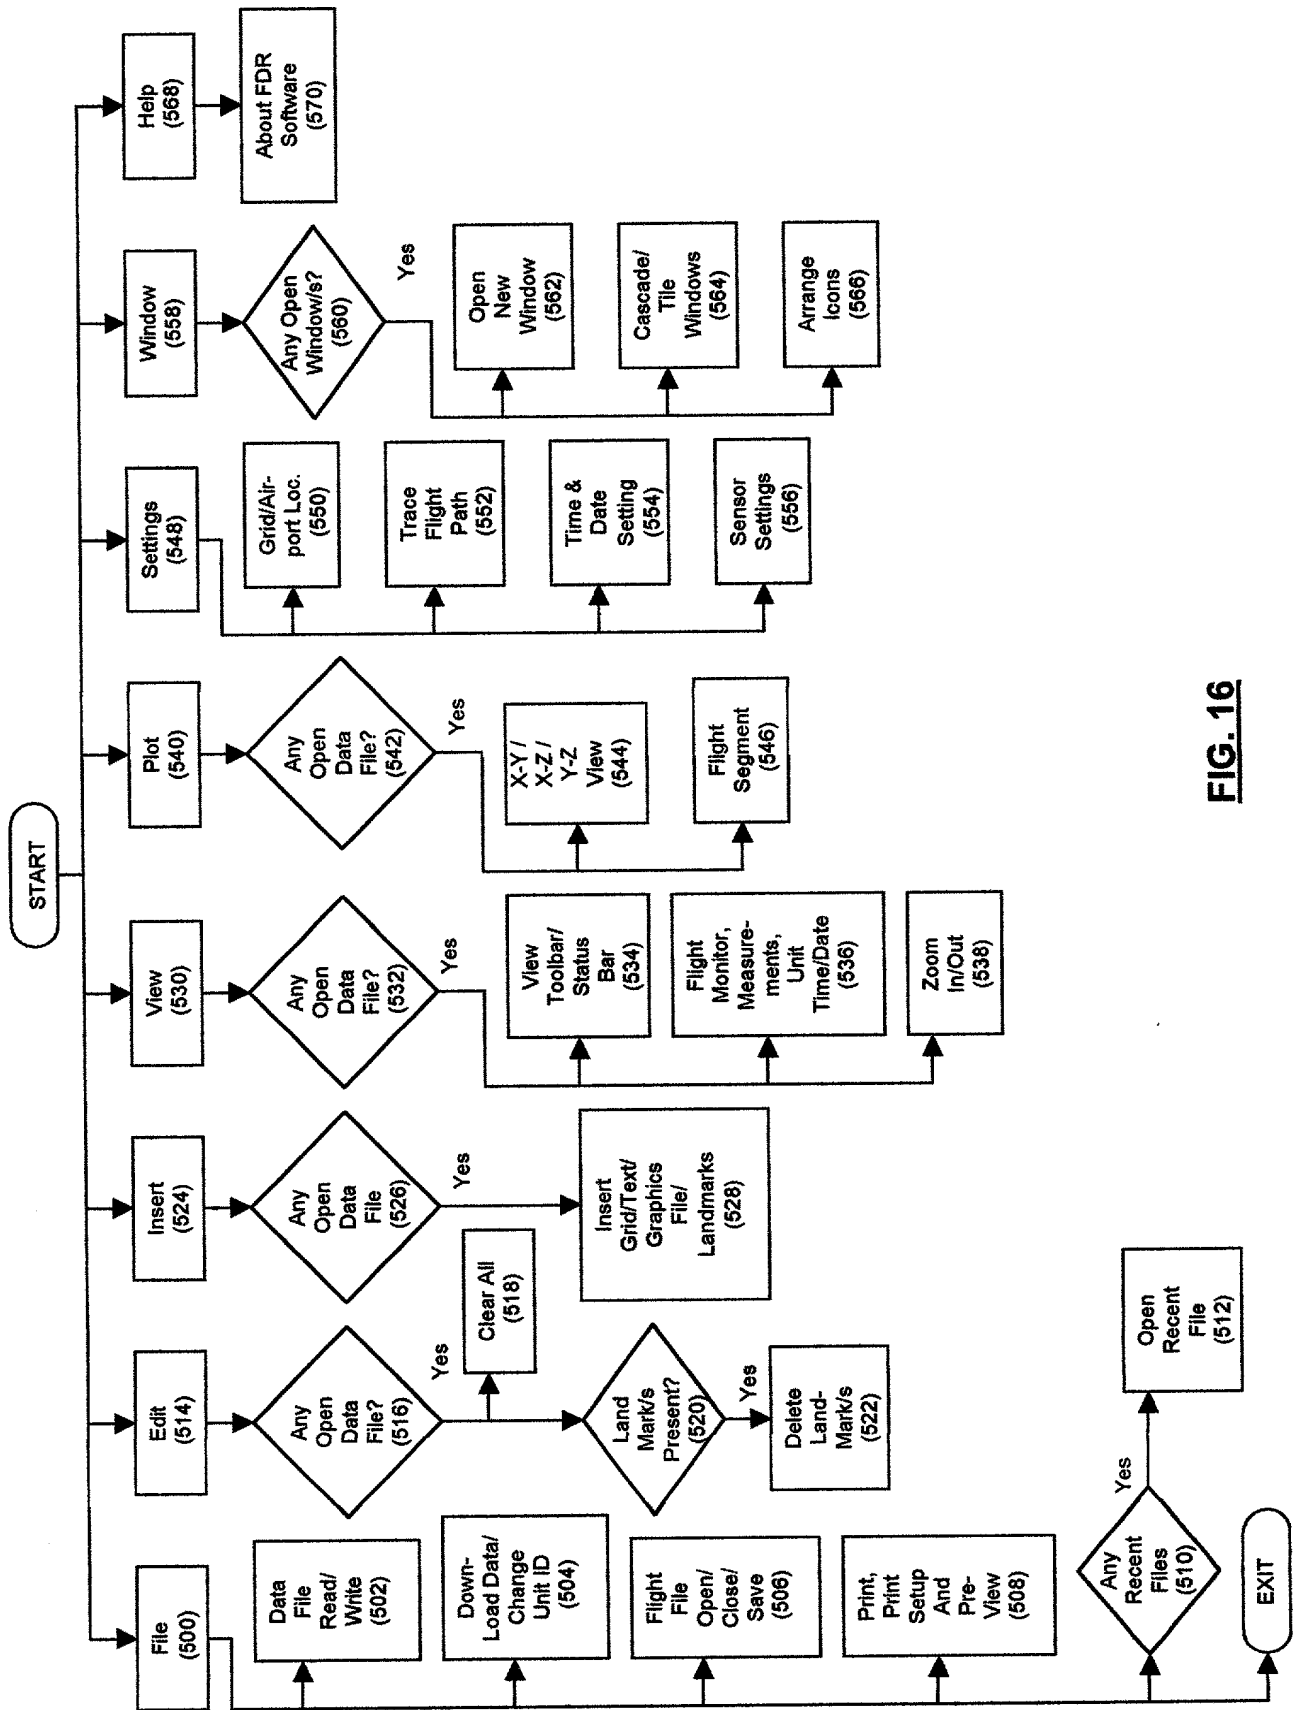 START
File
(500)
Data
File
Read/
Write
(502)
Down-
Load Data/
Change
Unit ID
(504)
Flight
File
Open/
Close/
Save
(506)
Print,
Print
Setup
And Pre-
View
(508)
Any
Recent
Files
(510)
Yes
Open
Recent
File
(512)
EXIT
Edit
(514)
Any
Open
Data
File?
(516)
Yes
Clear All
(518)
Land
Mark/s
Present?
(520)
Yes
Delete
Land-
Mark/s
(522)
Insert
(524)
Any
Open
Data
File
(526)
Yes
Insert
Grid/Text/
Graphics
File/
Landmarks
(528)
View
(530)
Any
Open
Data
File?
(532)
Yes
View
Toolbar/
Status
Bar
(534)
Flight
Monitor,
Measure-
ments,
Unit
Time/Date
(536)
Zoom
In/Out
(538)
Plot
(540)
Any
Open
Data
File?
(542)
Yes
X-Y /
X-Z /
Y-Z
View
(544)
Flight
Segment
(546)
Settings
(548)
Grid/Air-
port Loc.
(550)
Trace
Flight
Path
(552)
Time &
Date
Setting
(554)
Sensor
Settings
(556)
Window
(558)
Any Open
Window/s?
(560)
Yes
Open
New
Window
(562)
Cascade/
Tile
Windows
(564)
Arrange
Icons
(566)
Help
(568)
About FDR
Software
(570)
FIG. 16